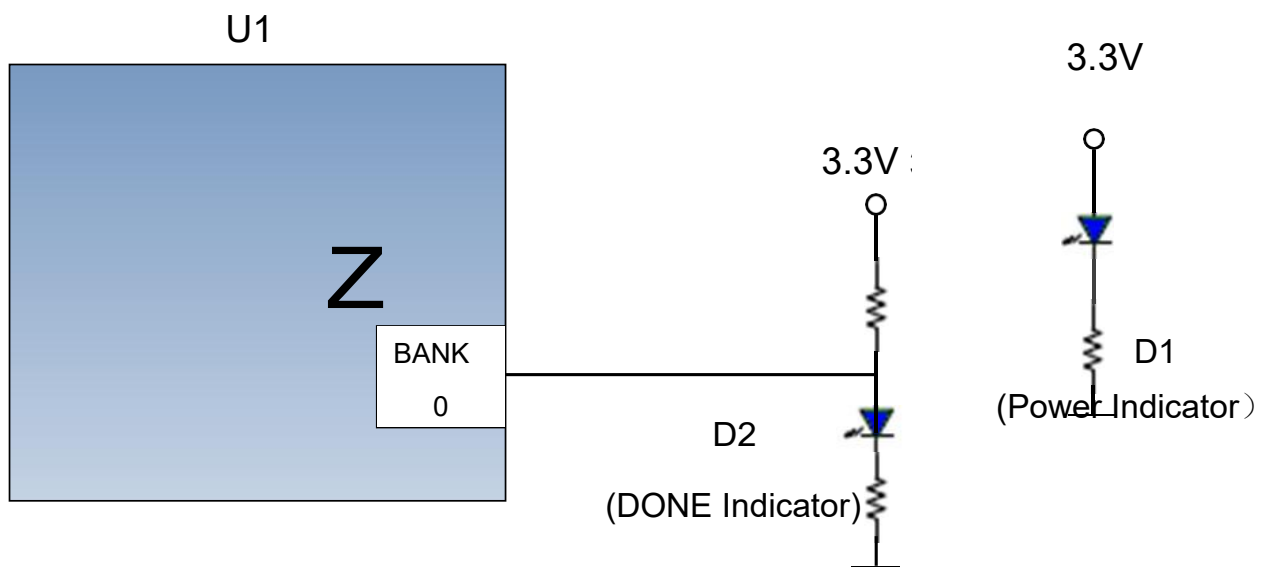 U1
3.3V
3.3V :
Z
BANK
0
D1
(Power Indicator）
D2
(DONE Indicator)